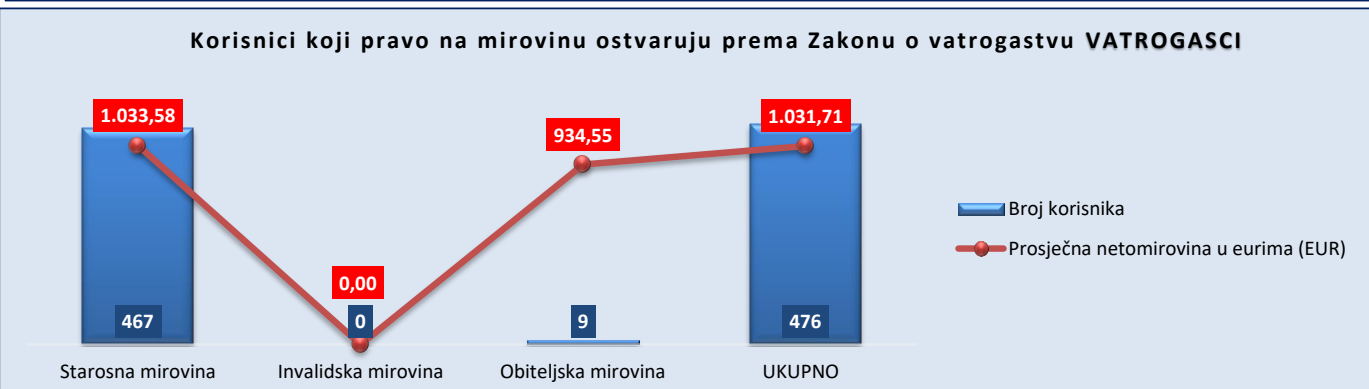 Korisnici koji pravo na mirovinu ostvaruju prema Zakonu o vatrogastvu VATROGASCI
1.033,58
0,00
934,55
1.031,71
467
0
9
476
Starosna mirovina
Invalidska mirovina
Obiteljska mirovina
UKUPNO
Broj korisnika
Prosječna netomirovina u eurima (EUR)